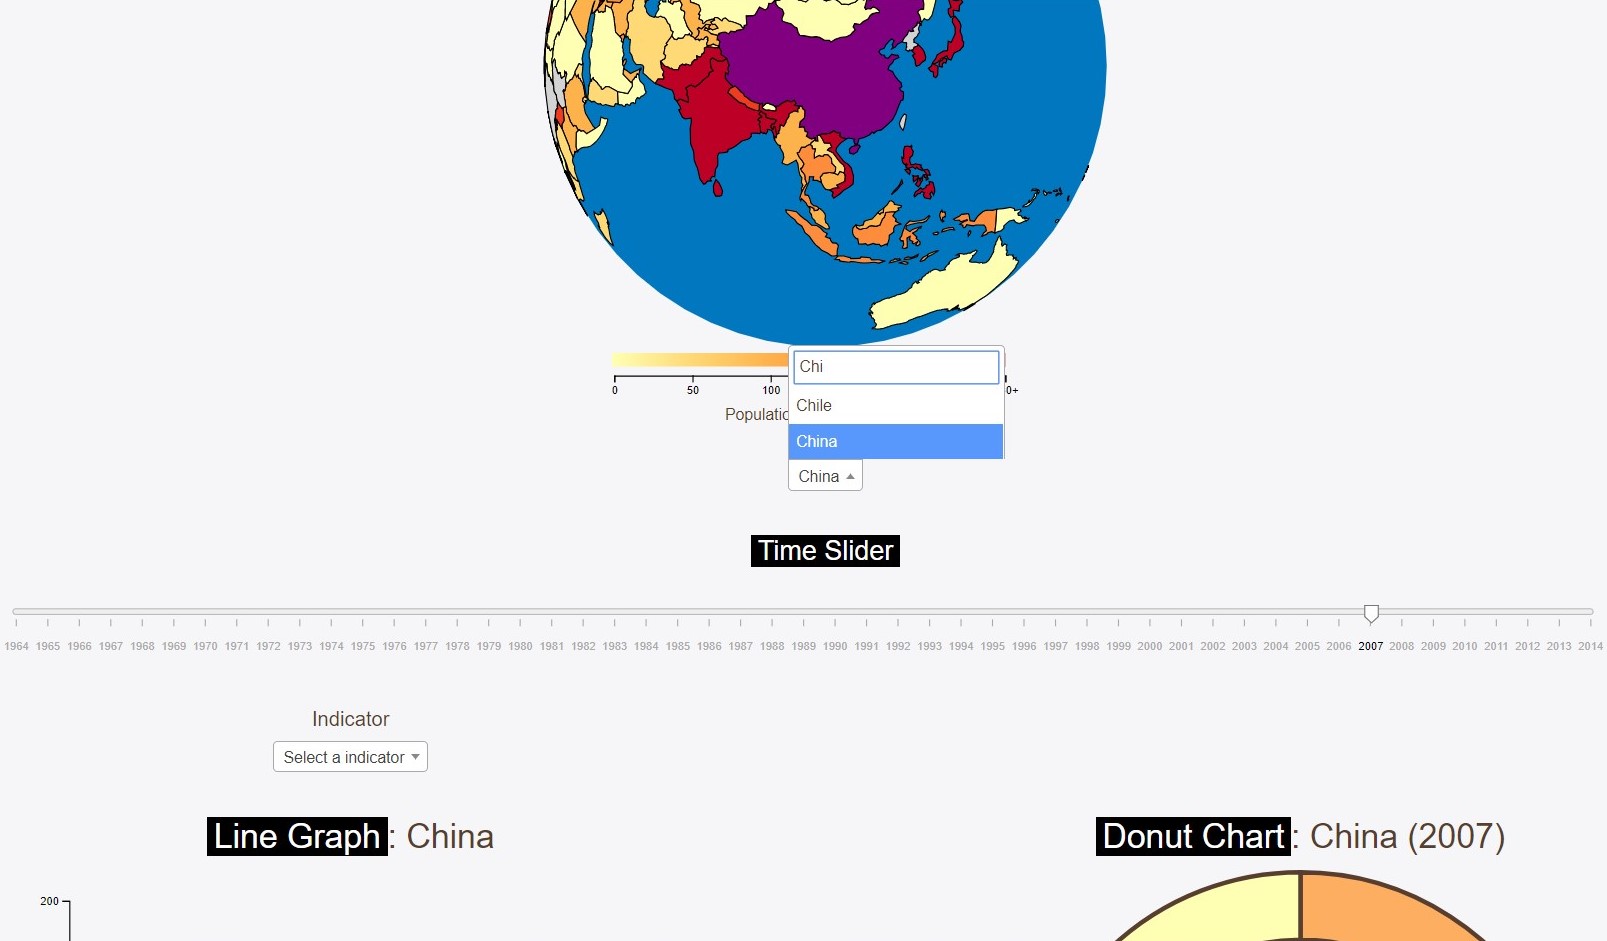 Chi
Chile
China
China
0 50 100 0+
Populatio
Time Slider
1964 1965 1966 1967 1968 1969 1970 1971 1972 1973 1974 1975 1976 1977 1978 1979 1980 1981 1982 1983 1984 1985 1986 1987 1988 1989 1990 1991 1992 1993 1994 1995 1996 1997 1998 1999 2000 2001 2002 2003 2004 2005 2006 2007 2008 2009 2010 2011 2012 2013 2014
Indicator
Select a indicator
Line Graph: China
Donut Chart: China (2007)
200